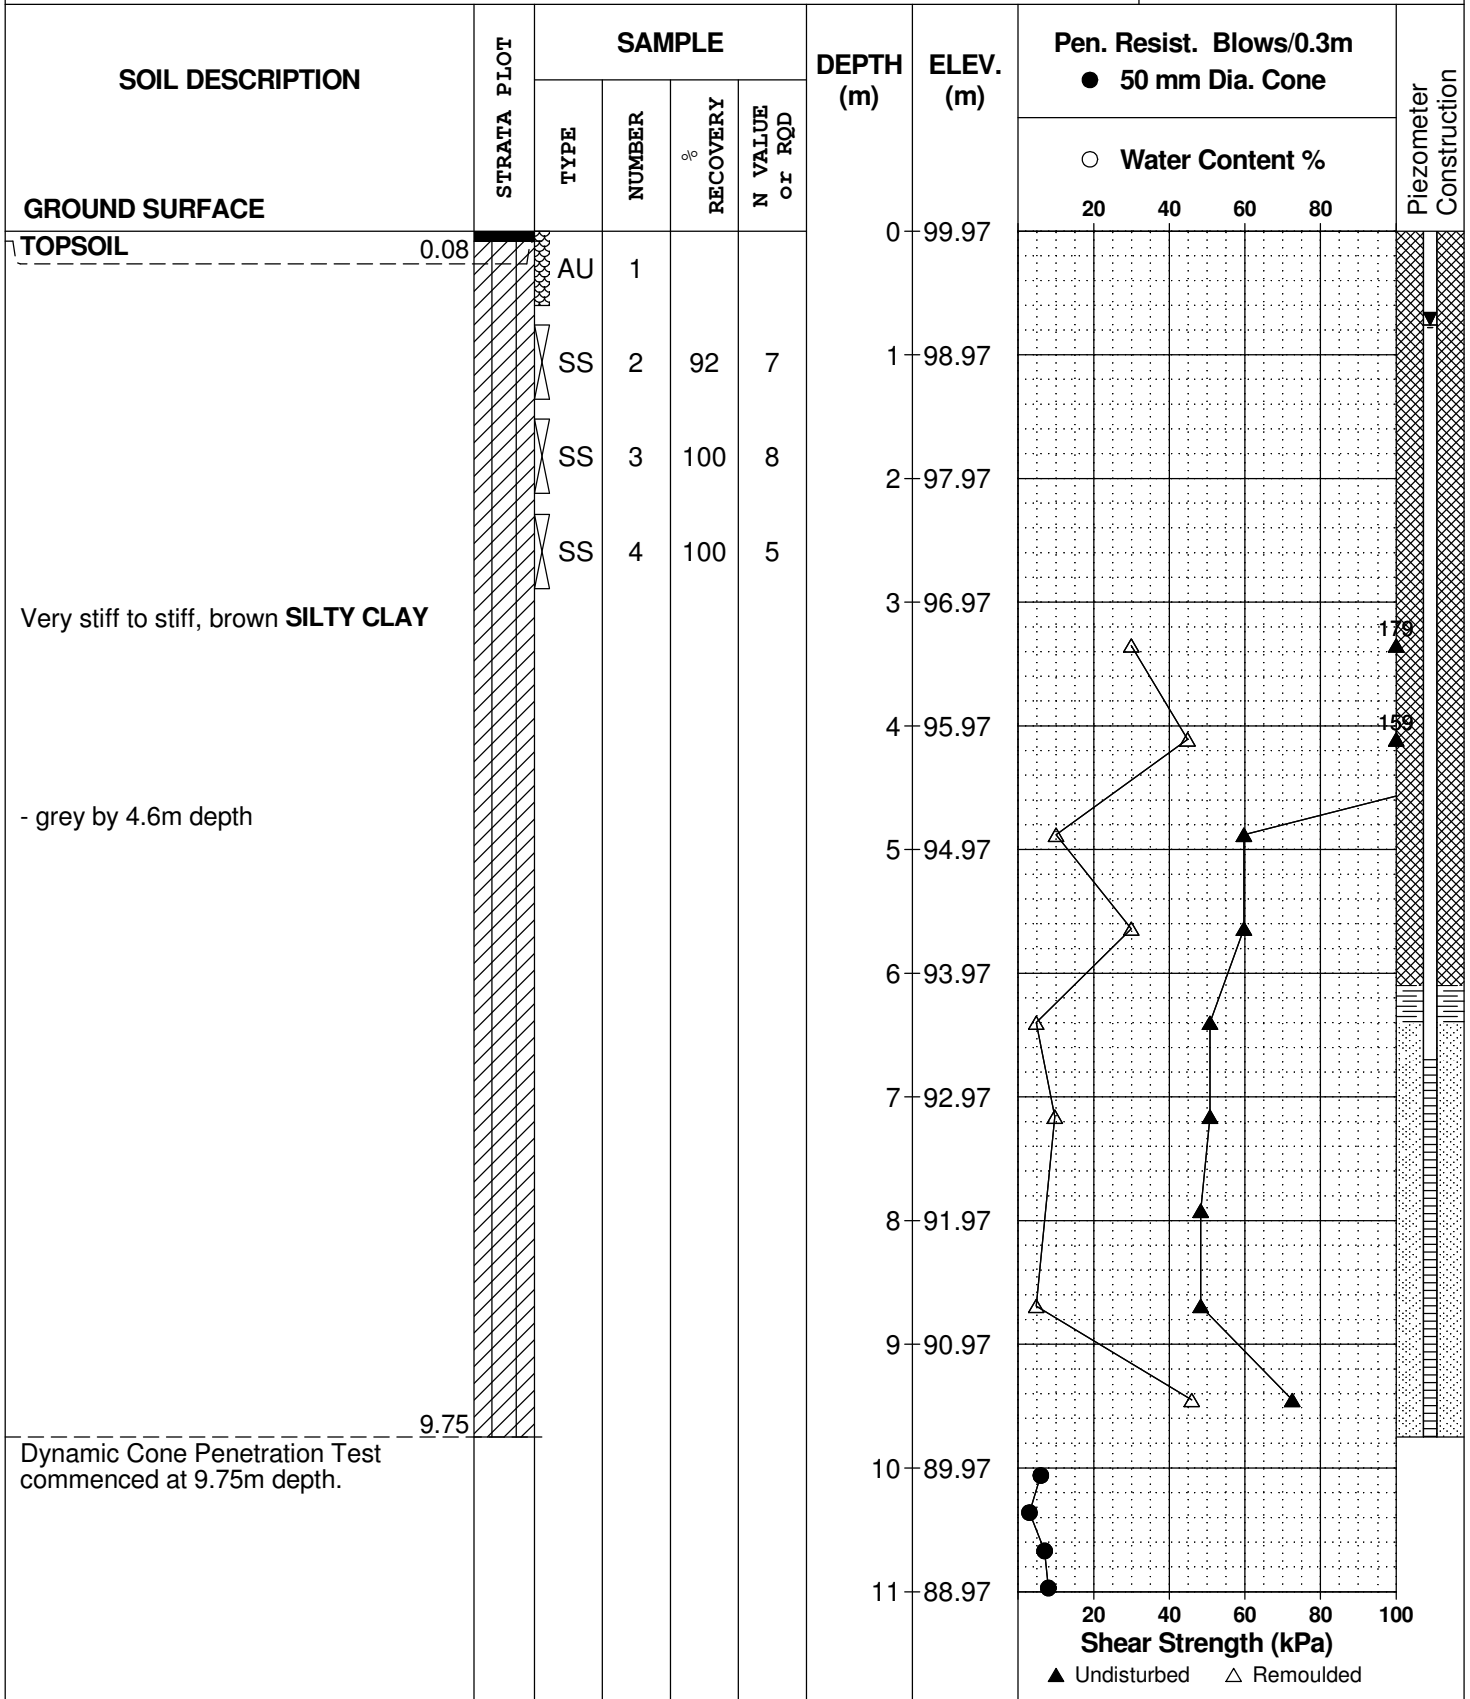 SOIL DESCRIPTION
GROUND SURFACE
STRATA PLOT
SAMPLE
TYPE
NUMBER
% RECOVERY
N VALUE or RQD
DEPTH (m)
ELEV. (m)
Pen. Resist. Blows/0.3m
● 50 mm Dia. Cone
○ Water Content %
20 40 60 80
Piezometer Construction
TOPSOIL 0.08
0 99.97
AU 1
SS 2 92 7
1 98.97
SS 3 100 8
2 97.97
SS 4 100 5
3 96.97
Very stiff to stiff, brown SILTY CLAY
179
4 95.97
159
- grey by 4.6m depth
5 94.97
6 93.97
7 92.97
8 91.97
9 90.97
9.75
Dynamic Cone Penetration Test
commenced at 9.75m depth.
10 89.97
11 88.97
20 40 60 80 100
Shear Strength (kPa)
▲ Undisturbed △ Remoulded